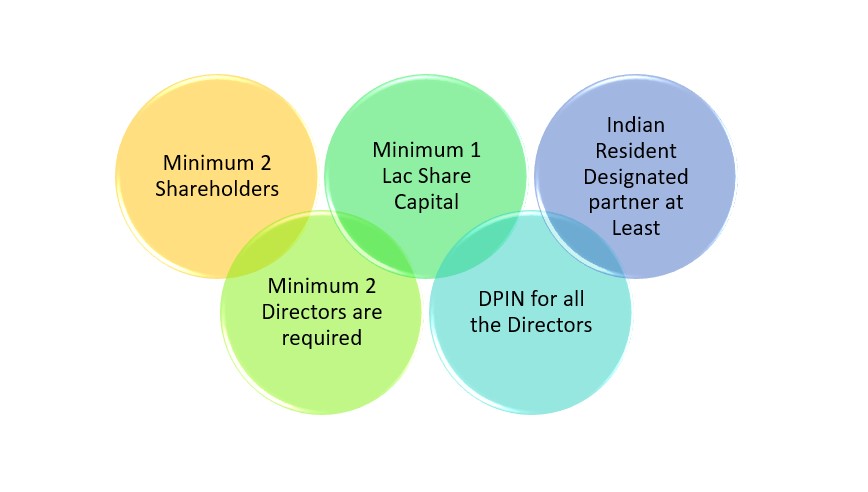 Minimum 2
Shareholders
Minimum 2
Directors are
required
Minimum 1
Lac Share
Capital
DPIN for all
the Directors
Indian
Resident
Designated
partner at
Least